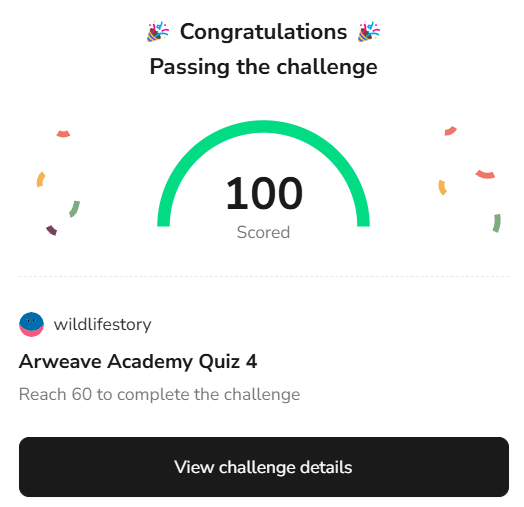 🎉 Congratulations 🎉
Passing the challenge
100
Scored
wildlifestory
Arweave Academy Quiz 4
Reach 60 to complete the challenge
View challenge details